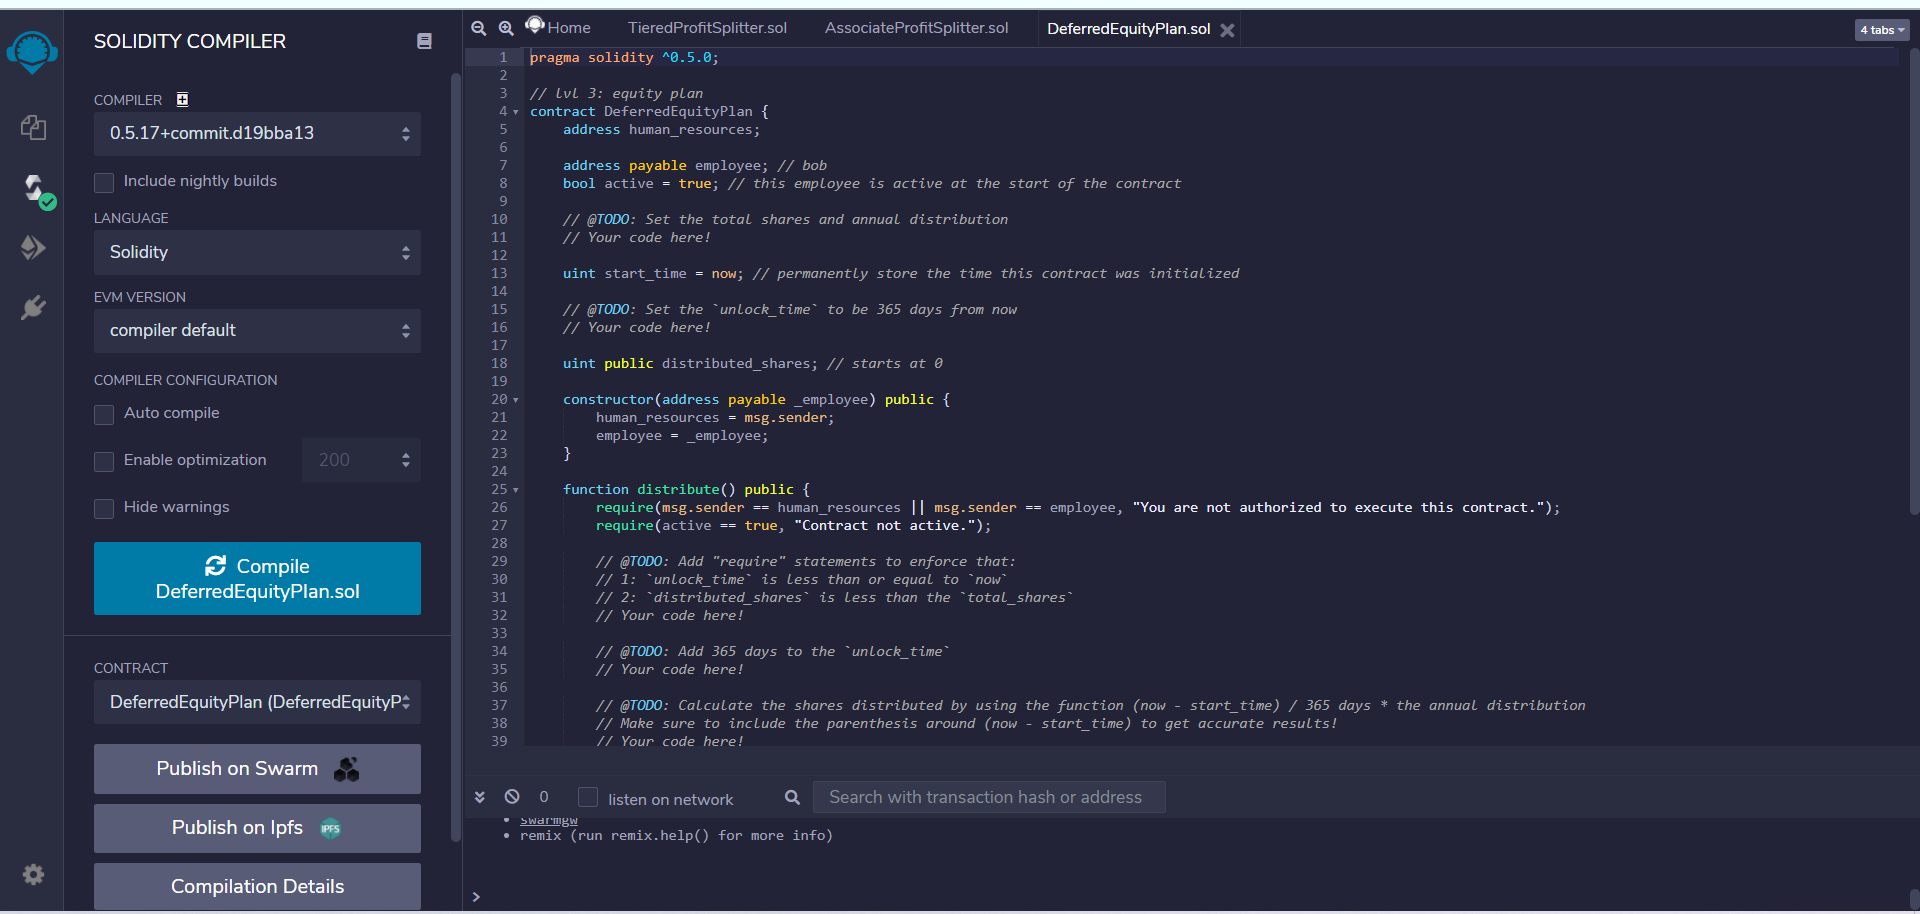 SOLIDITY COMPILER
COMPILER
0.5.17+commit.d19bba13
Include nightly builds
LANGUAGE
Solidity
EVM VERSION
compiler default
COMPILER CONFIGURATION
Auto compile
Enable optimization
200
Hide warnings
Compile
DeferredEquityPlan.sol
CONTRACT
DeferredEquityPlan (DeferredEquityP
Publish on Swarm
Publish on Ipfs
IPFS
Compilation Details
Home
TieredProfitSplitter.sol
AssociateProfitSplitter.sol
DeferredEquityPlan.sol
4 tabs
1 pragma solidity ^0.5.0;
2
3 // lvl 3: equity plan
4 contract DeferredEquityPlan {
5     address human_resources;
6
7     address payable employee; // bob
8     bool active = true; // this employee is active at the start of the contract
9
10     // @TODO: Set the total shares and annual distribution
11     // Your code here!
12
13     uint start_time = now; // permanently store the time this contract was initialized
14
15     // @TODO: Set the `unlock_time` to be 365 days from now
16     // Your code here!
17
18     uint public distributed_shares; // starts at 0
19
20     constructor(address payable _employee) public {
21         human_resources = msg.sender;
22         employee = _employee;
23     }
24
25     function distribute() public {
26         require(msg.sender == human_resources || msg.sender == employee, "You are not authorized to execute this contract.");
27         require(active == true, "Contract not active.");
28
29         // @TODO: Add "require" statements to enforce that:
30         // 1: `unlock_time` is less than or equal to `now`
31         // 2: `distributed_shares` is less than the `total_shares`
32         // Your code here!
33
34         // @TODO: Add 365 days to the `unlock_time`
35         // Your code here!
36
37         // @TODO: Calculate the shares distributed by using the function (now - start_time) / 365 days * the annual distribution
38         // Make sure to include the parenthesis around (now - start_time) to get accurate results!
39         // Your code here!
0
listen on network
Search with transaction hash or address
swarmgw
remix (run remix.help() for more info)
>